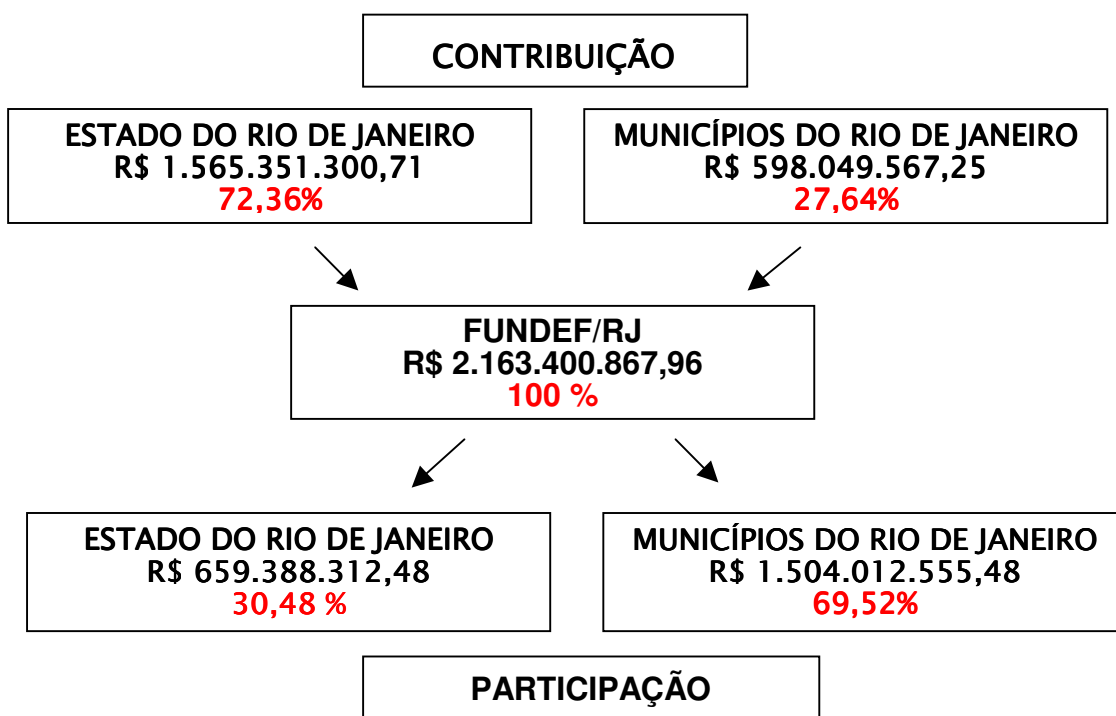 CONTRIBUIÇÃO
ESTADO DO RIO DE JANEIRO
R$ 1.565.351.300,71
72,36%
MUNICÍPIOS DO RIO DE JANEIRO
R$ 598.049.567,25
27,64%
FUNDEF/RJ
R$ 2.163.400.867,96
100 %
ESTADO DO RIO DE JANEIRO
R$ 659.388.312,48
30,48 %
MUNICÍPIOS DO RIO DE JANEIRO
R$ 1.504.012.555,48
69,52%
PARTICIPAÇÃO